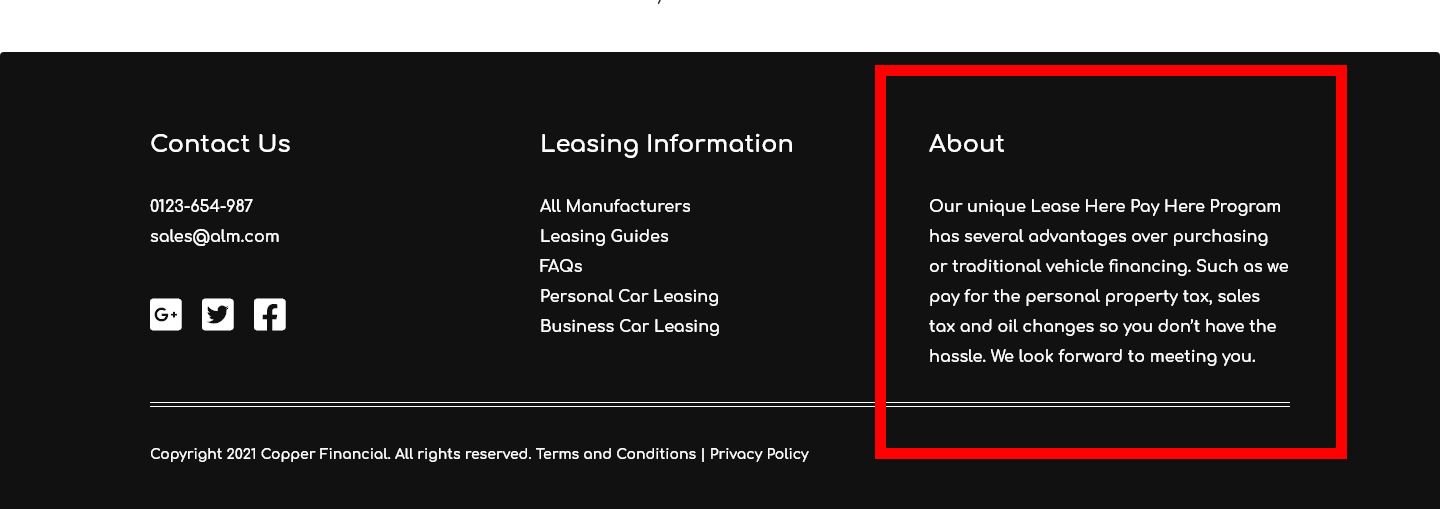 Contact Us
0123-654-987
sales@alm.com
Leasing Information
All Manufacturers
Leasing Guides
FAQs
Personal Car Leasing
Business Car Leasing
About
Our unique Lease Here Pay Here Program
has several advantages over purchasing
or traditional vehicle financing. Such as we
pay for the personal property tax, sales
tax and oil changes so you don't have the
hassle. We look forward to meeting you.
Copyright 2021 Copper Financial. All rights reserved. Terms and Conditions | Privacy Policy